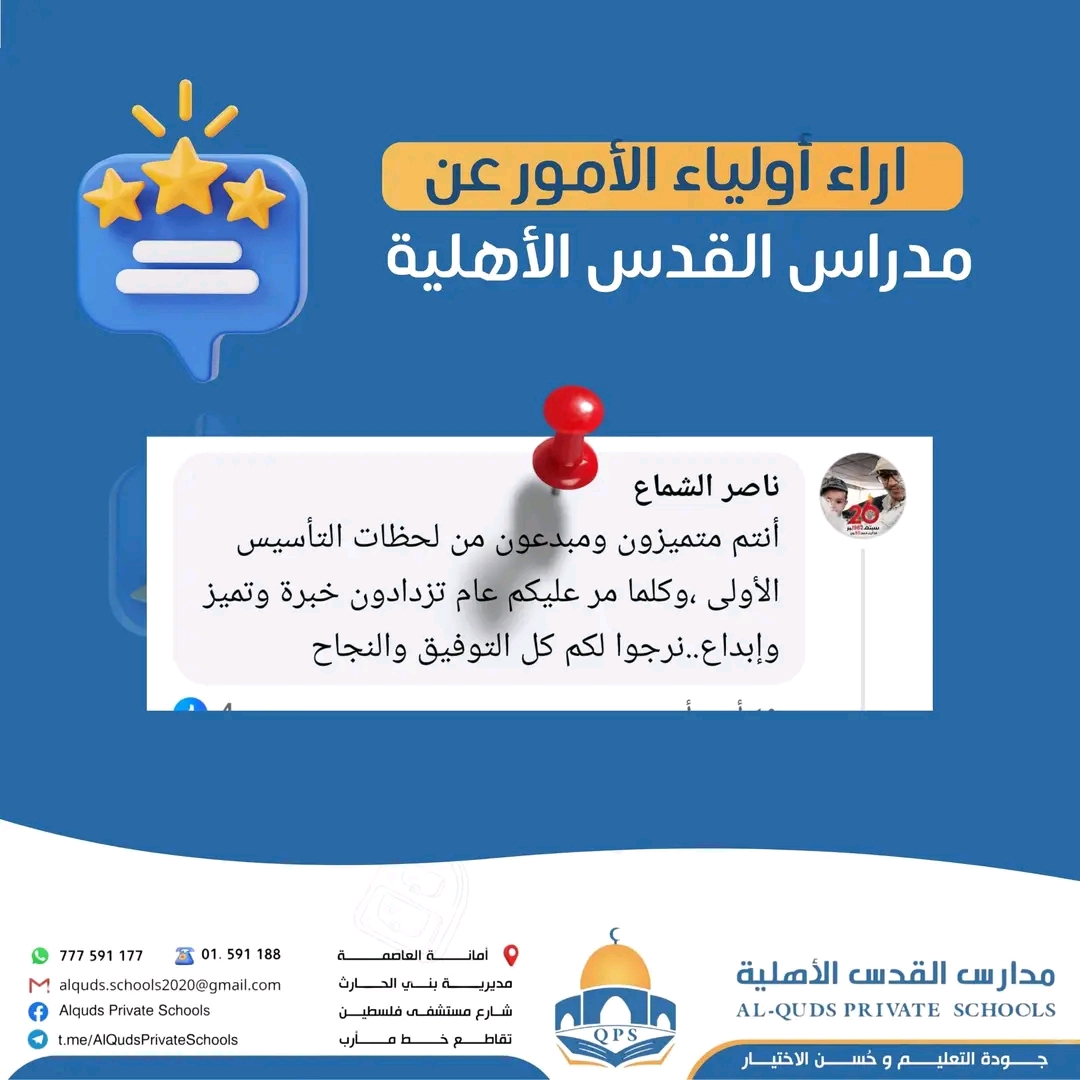 اراء أولياء الأمور عن
مدراس القدس الأهلية
ناصر الشماع
أنتم متميزون ومبدعون من لحظات التأسيس
الأولى ،وكلما مر عليكم عام تزدادون خبرة وتميز
وإبداع..نرجوا لكم كل التوفيق والنجاح
4
مدارس القدس الأهلية
AL-QUDS PRIVATE SCHOOLS
جودة التعليم و حُسن الاختيار
QPS
أمانة العاصمة
مديرية بني الحارث
شارع مستشفى فلسطين
تقاطع خط مأرب
777 591 177
01. 591 188
alquds.schools2020@gmail.com
Alquds Private Schools
t.me/AlQudsPrivateSchools